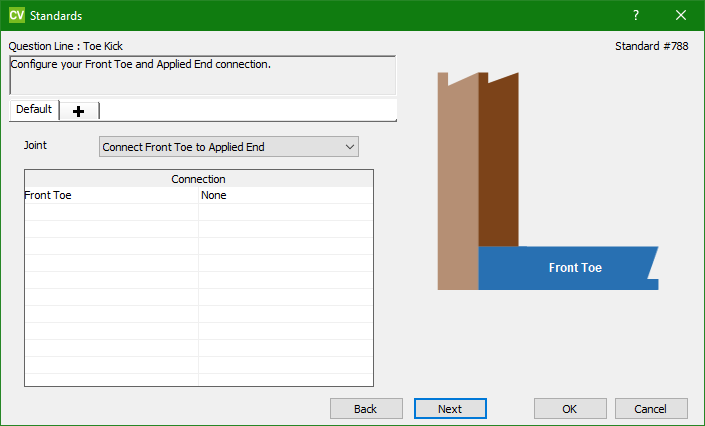 CV Standards
?
Question Line : Toe Kick
Standard #788
Configure your Front Toe and Applied End connection.
Default
Joint
Connect Front Toe to Applied End
Connection
Front Toe None
Front Toe
Back Next OK Cancel